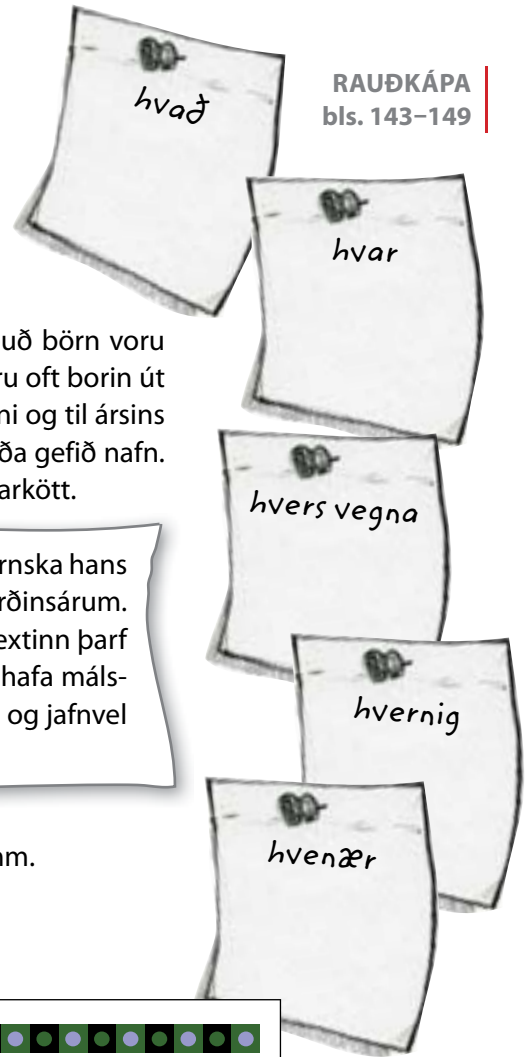 hvað
RAUÐKÁPA
bls. 143–149
hvar
uð börn voru
ru oft borin út
ni og til ársins
ða gefið nafn.
arkött.
hvers vegna
rnska hans
rðinsárum.
extinn þarf
hafa máls-
og jafnvel
hvernig
hvenær
m.